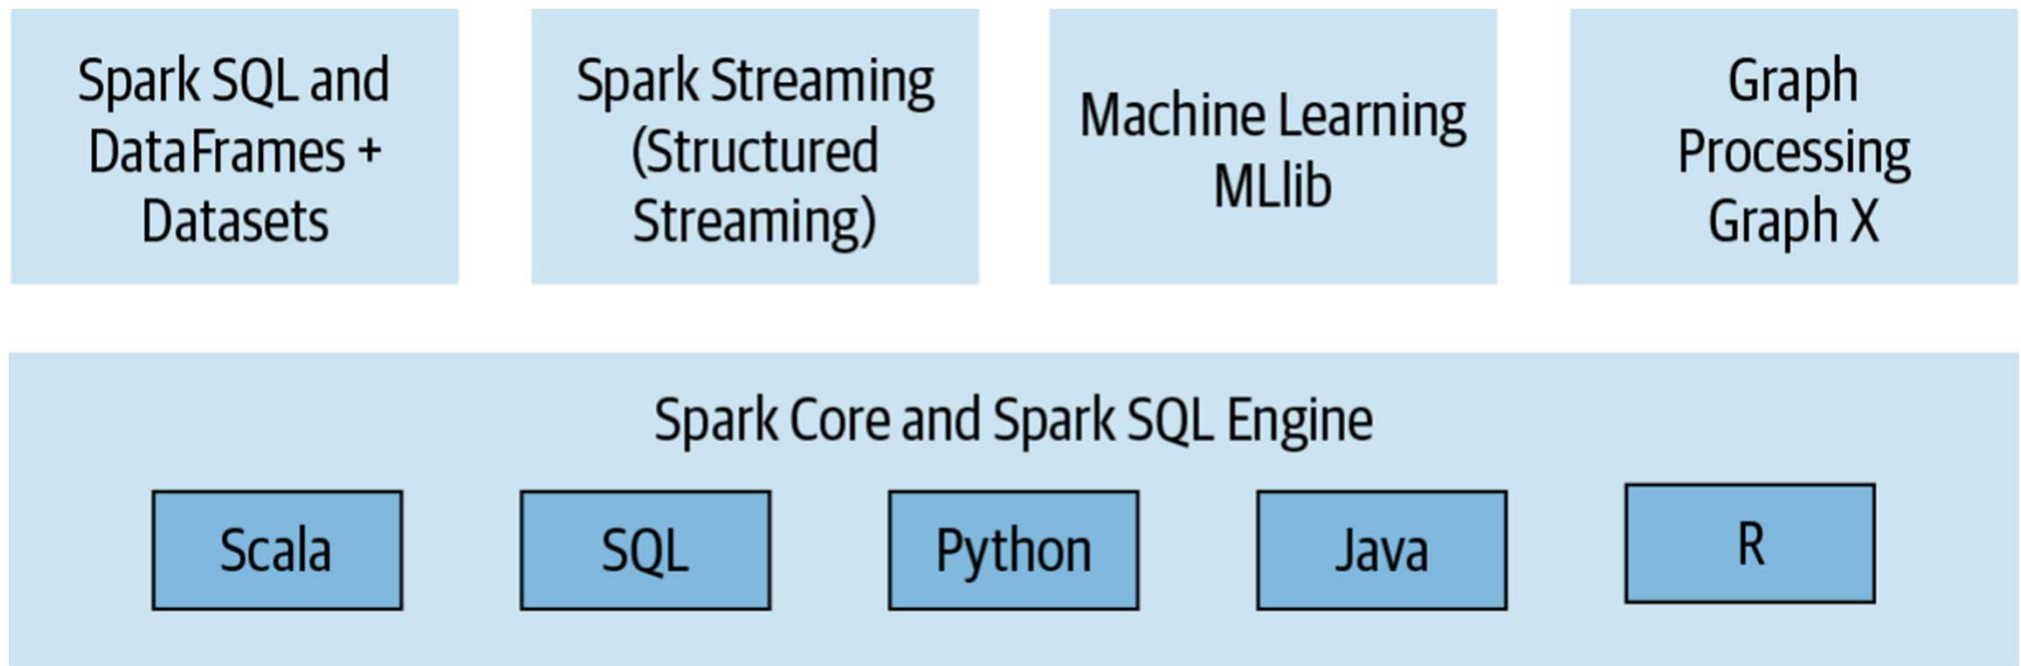 Spark SQL and
DataFrames +
Datasets
Spark Streaming
(Structured
Streaming)
Machine Learning
MLlib
Graph
Processing
Graph X
Spark Core and Spark SQL Engine
Scala
SQL
Python
Java
R